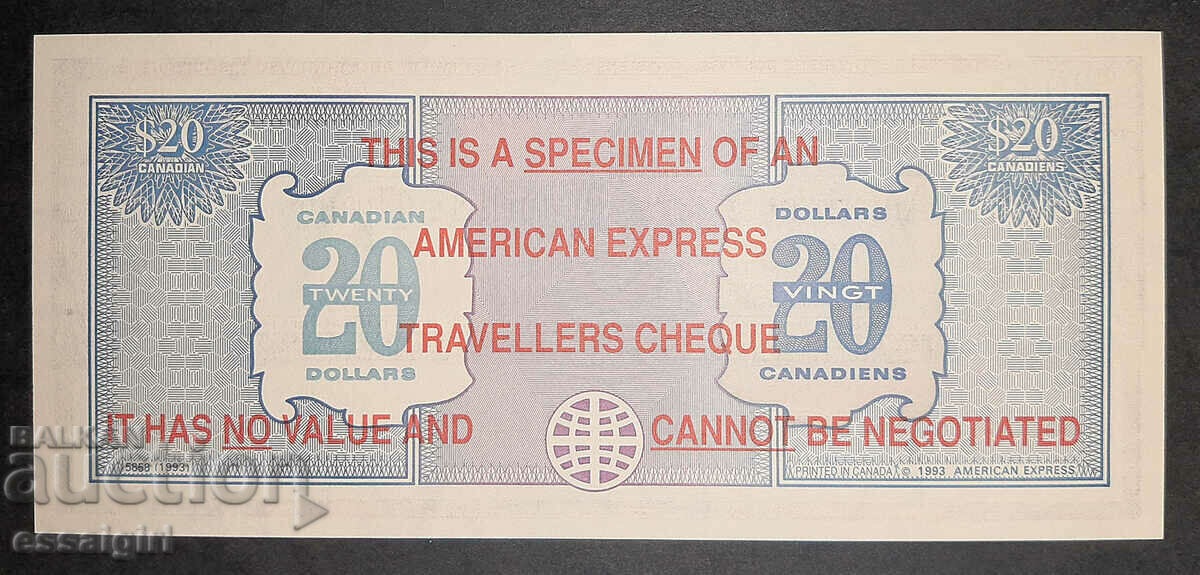 $20 $20
CANADIAN CANADIENS
THIS IS A SPECIMEN OF AN
CANADIAN DOLLARS
20 20
AMERICAN EXPRESS
TWENTY VINGT
TRAVELLERS CHEQUE
DOLLARS CANADIENS
IT HAS NO VALUE AND CANNOT BE NEGOTIATED
5868 (1993) PRINTED IN CANADA © 1993 AMERICAN EXPRESS
BALKAN
auction
essaigirl